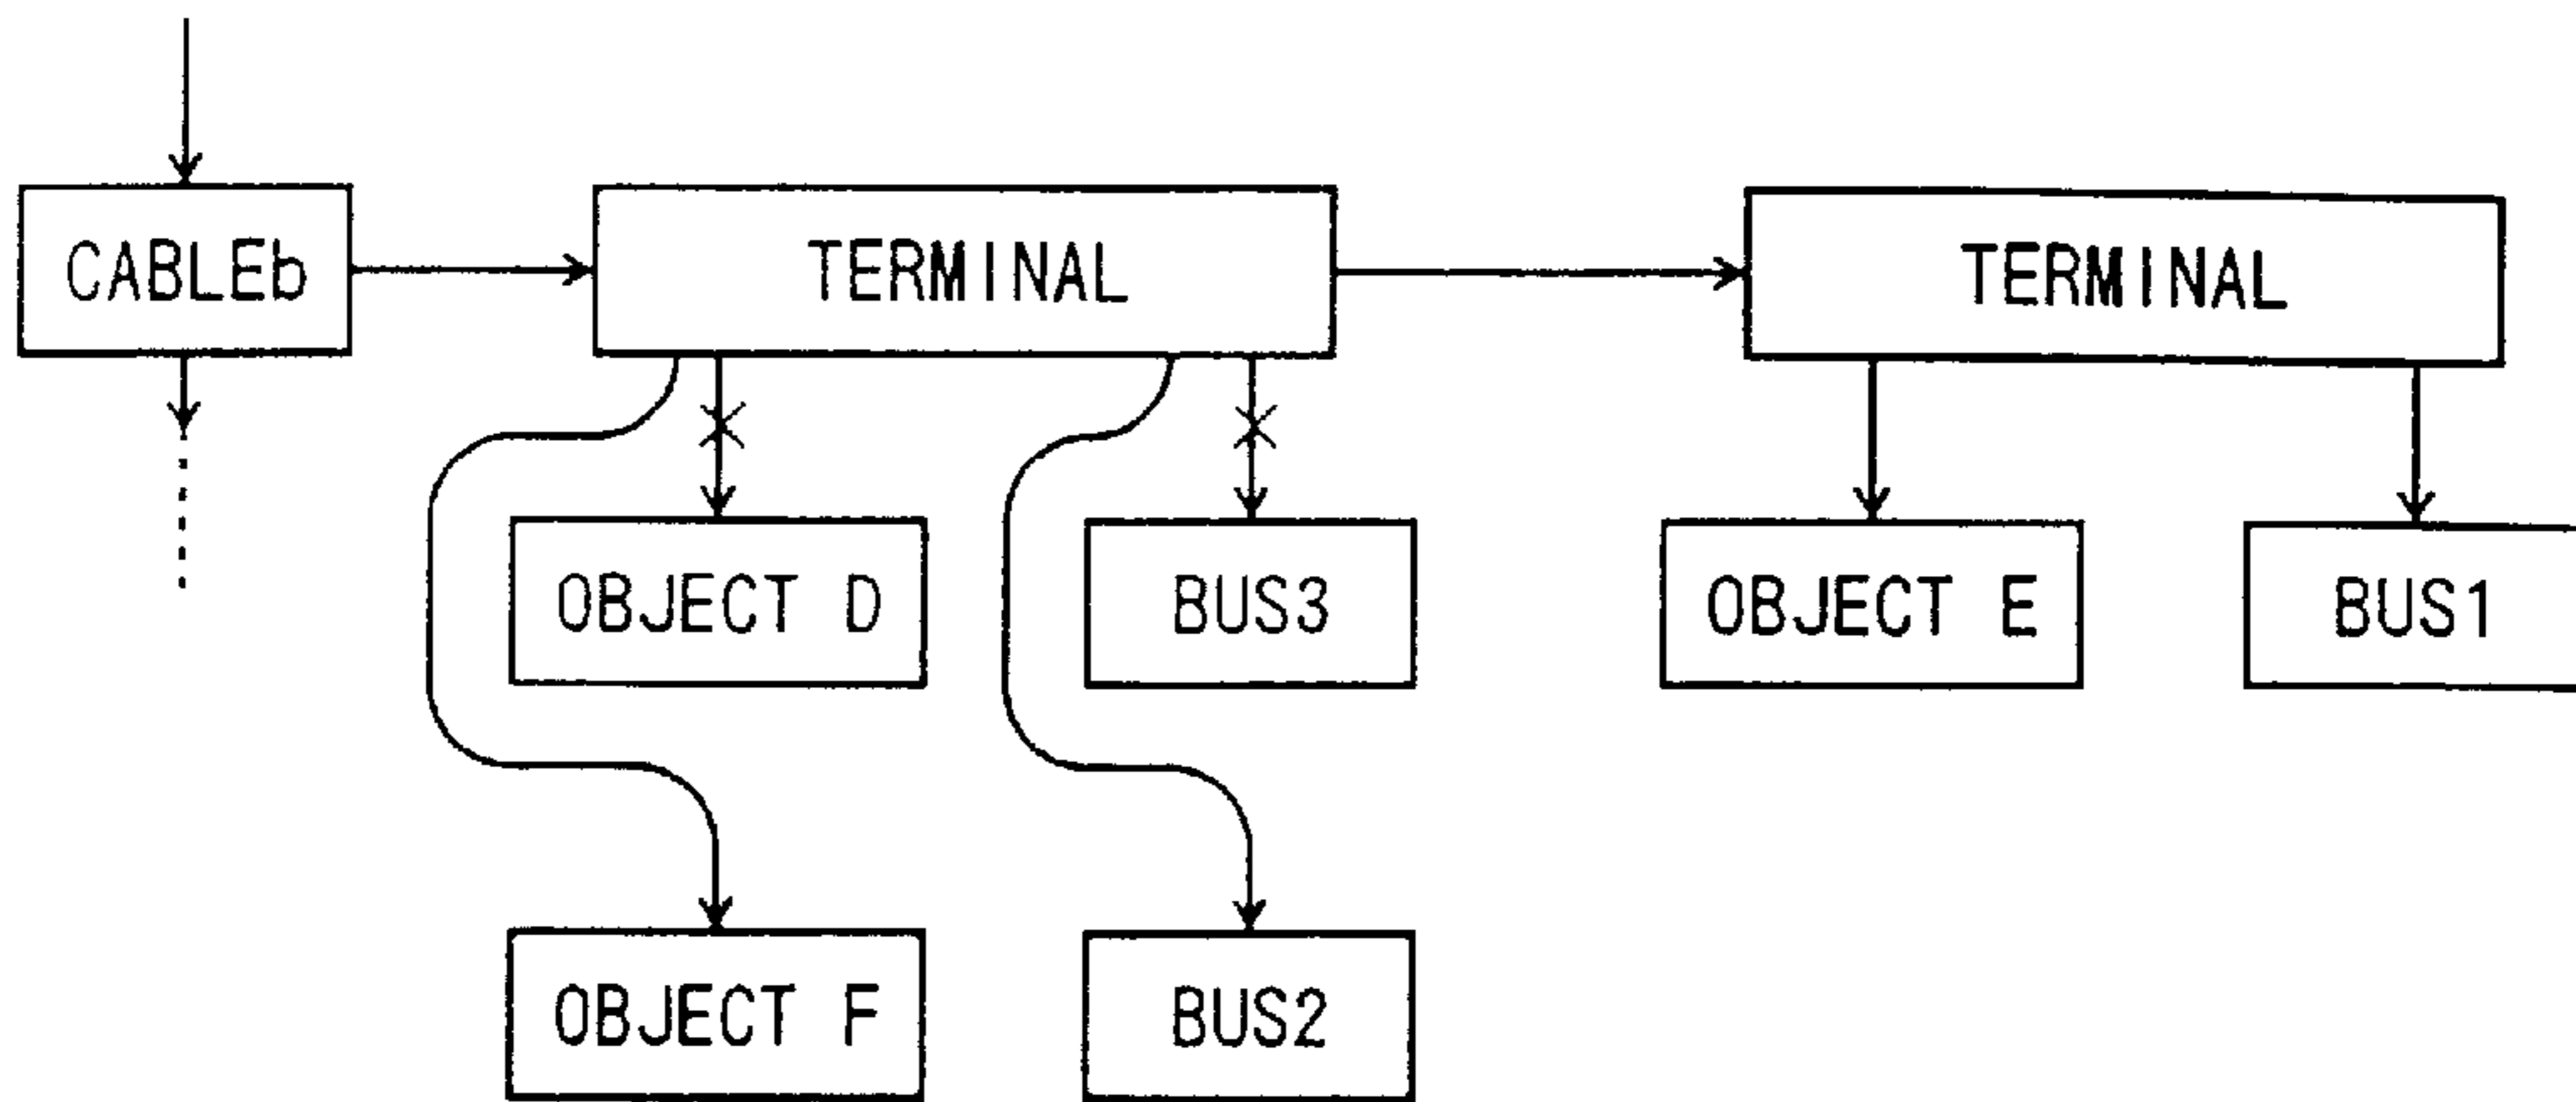 CABLEb
TERMINAL
TERMINAL
OBJECT D
BUS3
OBJECT E
BUS1
OBJECT F
BUS2